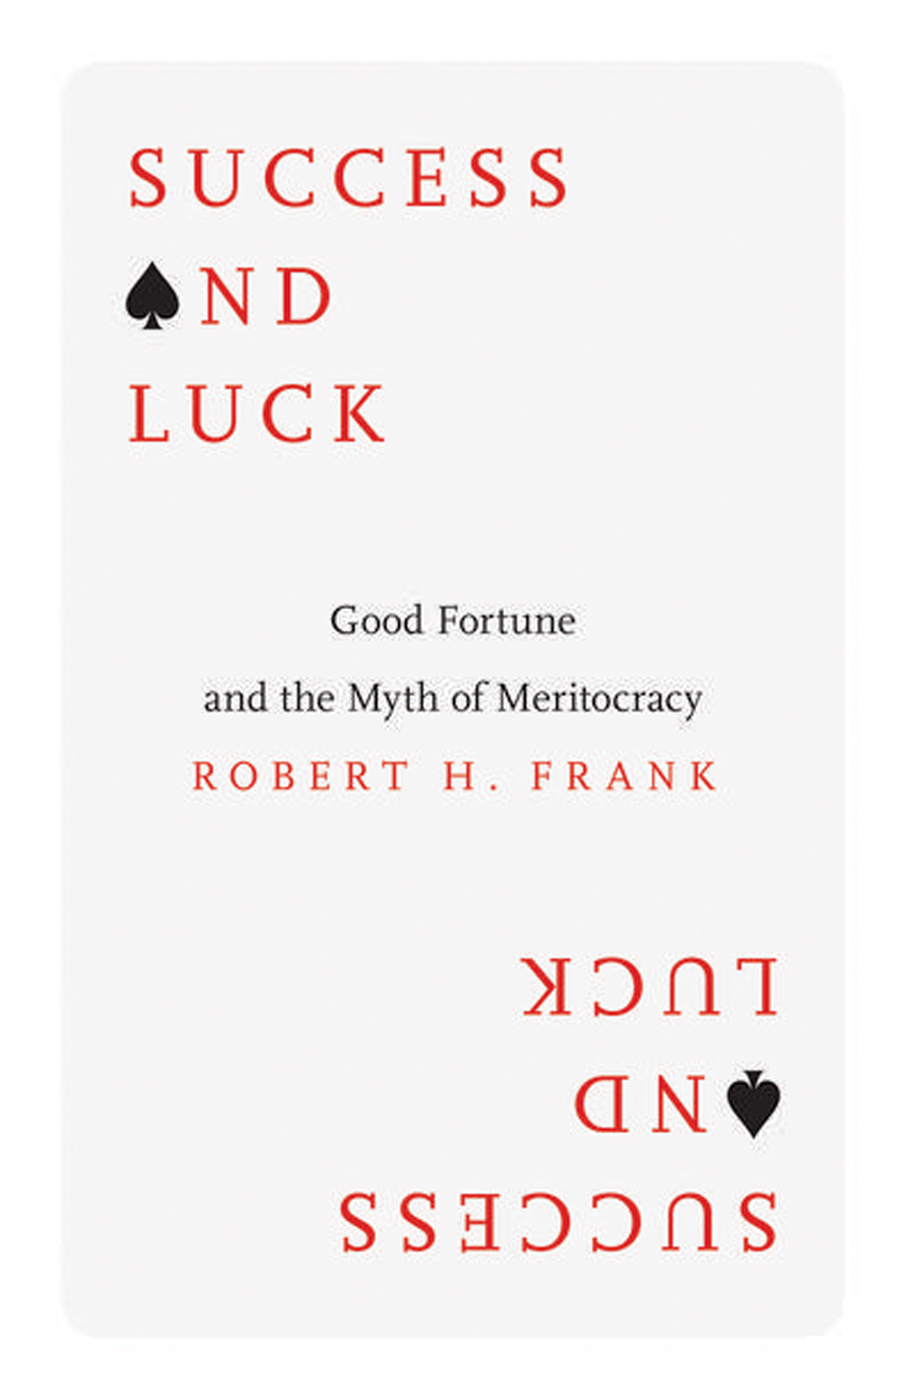 SUCCESS
♠ND
LUCK
Good Fortune
and the Myth of Meritocracy
ROBERT H. FRANK
LUCK
♠ND
SUCCESS